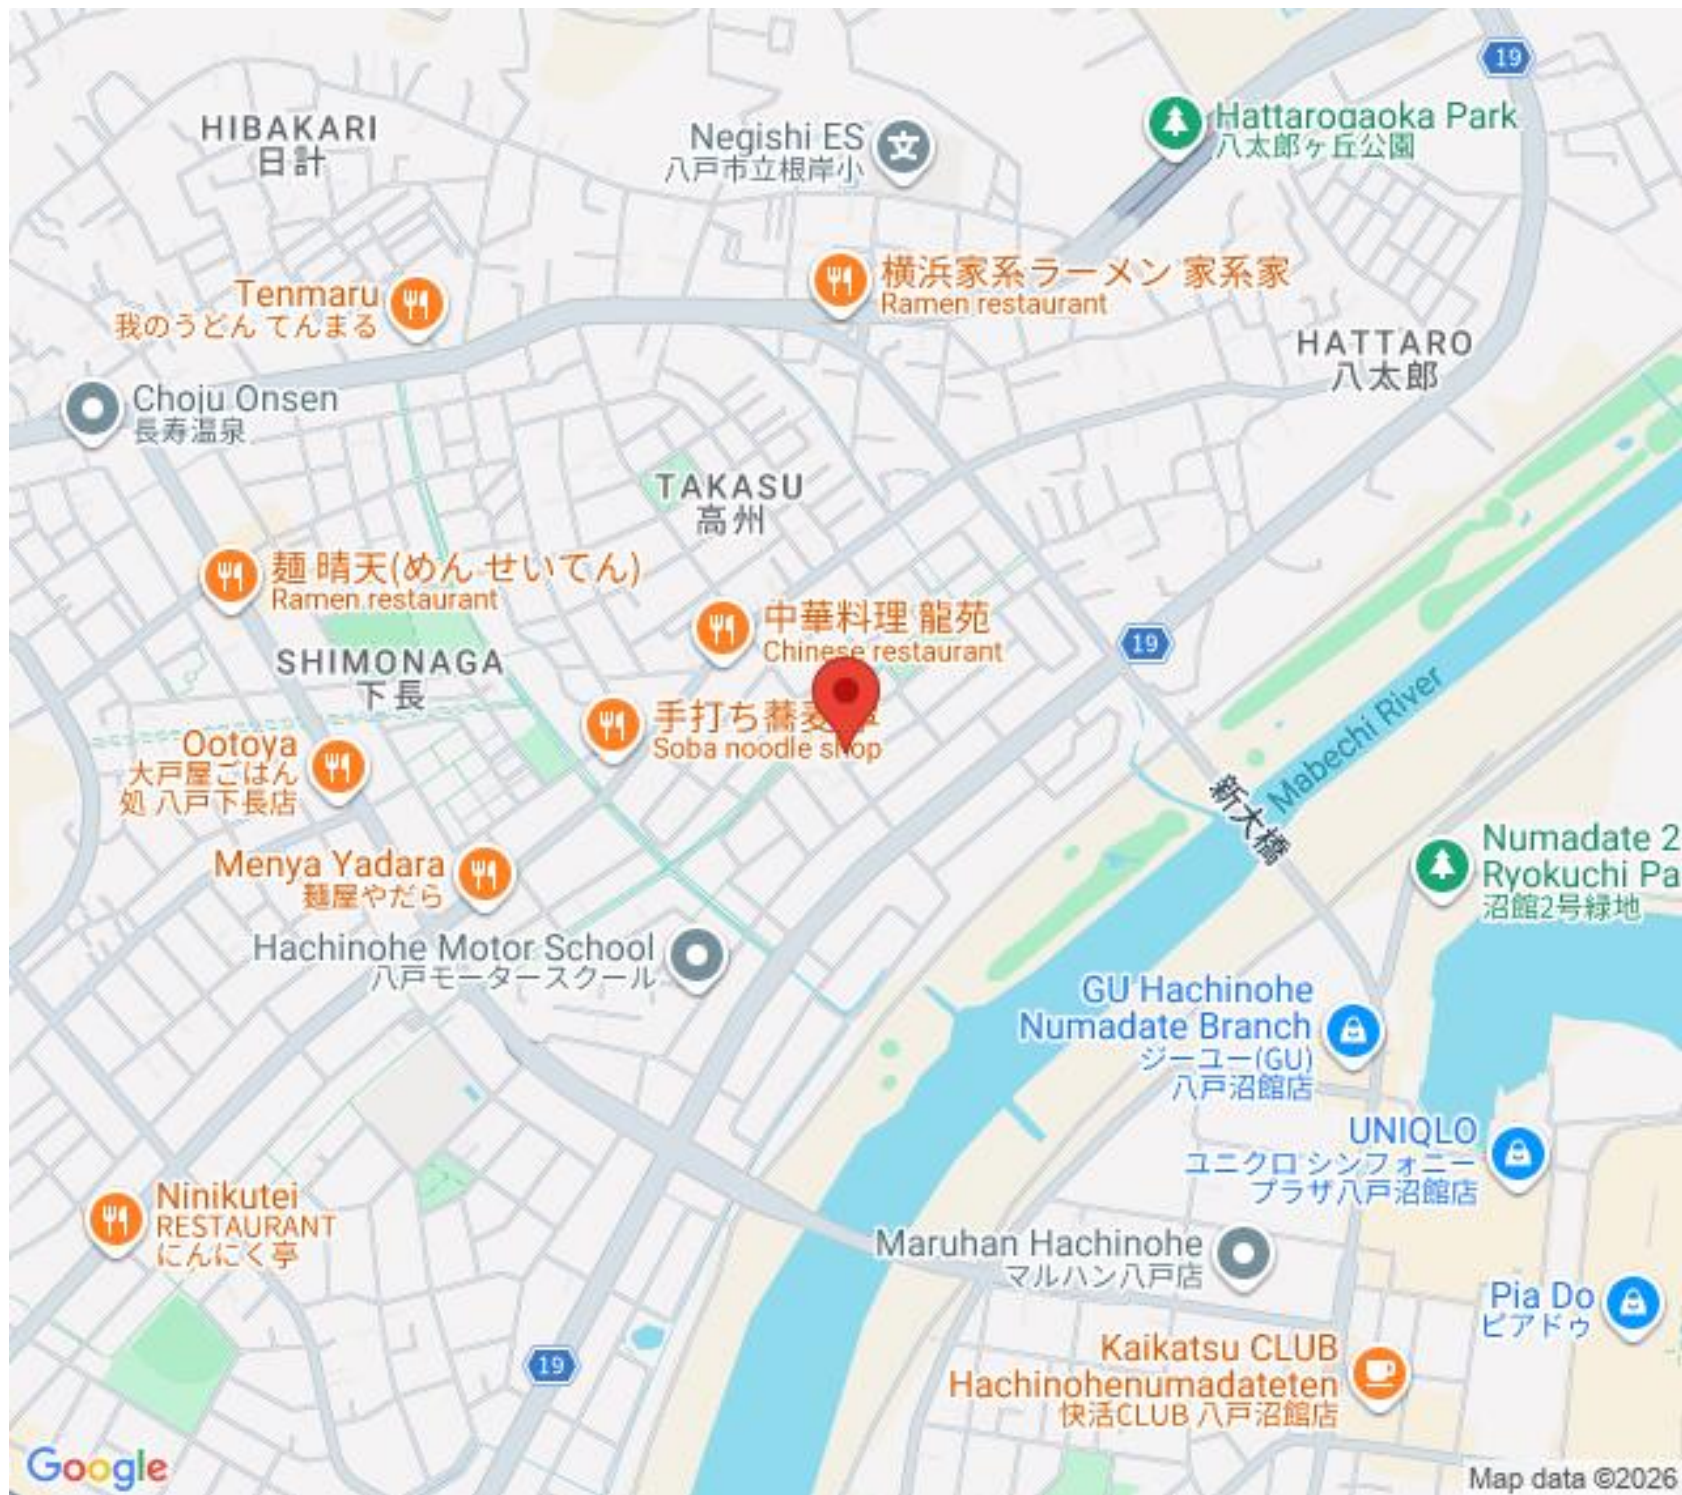 19
Hattarogaoka Park
八太郎ヶ丘公園
HIBAKARI
日計
Negishi ES
八戸市立根岸小
文
横浜家系ラーメン 家系家
Ramen restaurant
Tenmaru
我のうどん てんまる
HATTARO
八太郎
Choju Onsen
長寿温泉
TAKASU
高州
麺 晴天(めん せいてん)
Ramen restaurant
中華料理 龍苑
Chinese restaurant
19
SHIMONAGA
下長
手打ち蕎麦
Soba noodle shop
Mabechi River
Ootoya
大戸屋ごはん
処 八戸下長店
新大橋
Numadate 2
Ryokuchi Pa
沼館2号緑地
Menya Yadara
麺屋やだら
Hachinohe Motor School
八戸モータースクール
GU Hachinohe
Numadate Branch
ジーユー(GU)
八戸沼館店
UNIQLO
ユニクロ シンフォニー
プラザ八戸沼館店
Ninikutei
RESTAURANT
にんにく亭
Maruhan Hachinohe
マルハン八戸店
Pia Do
ピアドゥ
19
Kaikatsu CLUB
Hachinohenumadateten
快活CLUB 八戸沼館店
Google
Map data ©2026